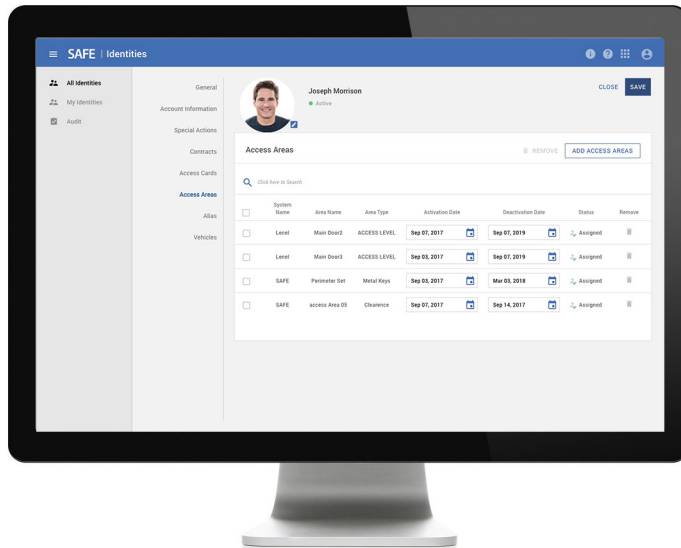 SAFE | Identities
All Identities
My Identities
Audit
General
Account Information
Special Actions
Contracts
Access Cards
Access Areas
Alias
Vehicles
Joseph Morrison
Active
CLOSE SAVE
Access Areas
REMOVE ADD ACCESS AREAS
Click here to Search
System Name Area Name Area Type Activation Date Deactivation Date Status Remove
Lenel Main Door2 ACCESS LEVEL Sep 07, 2017 Sep 07, 2019 Assigned
Lenel Main Door3 ACCESS LEVEL Sep 03, 2017 Sep 07, 2019 Assigned
SAFE Perimeter Set Metal Keys Sep 03, 2017 Mar 03, 2018 Assigned
SAFE access Area 05 Clearence Sep 07, 2017 Sep 14, 2017 Assigned